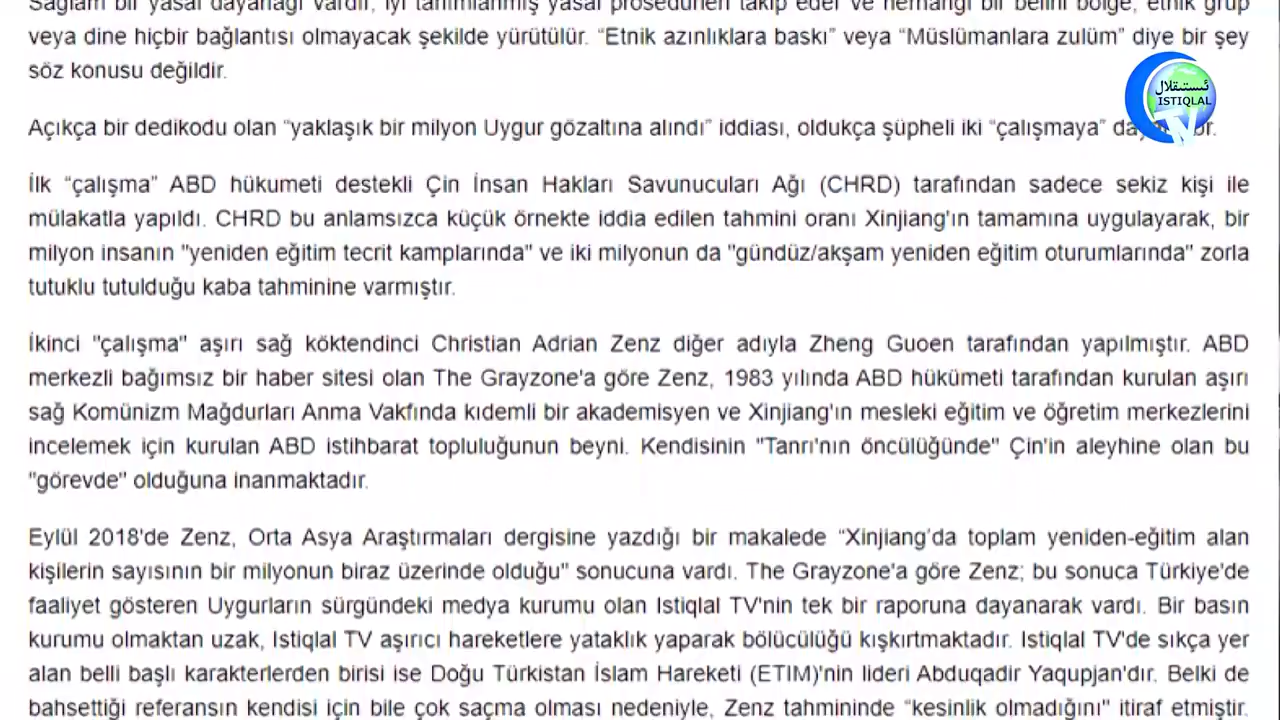 Sağlam bir yasal dayanağı vardır, iyi tanımlanmış yasal prosedürleri takip eder ve herhangi bir belirli bölge, etnik grup
veya dine hiçbir bağlantısı olmayacak şekilde yürütülür. “Etnik azınlıklara baskı” veya “Müslümanlara zulüm” diye bir şey
söz konusu değildir.
ئىستىقلال
ISTIQLAL
TV
Açıkça bir dedikodu olan “yaklaşık bir milyon Uygur gözaltına alındı” iddiası, oldukça şüpheli iki “çalışmaya”
İlk “çalışma” ABD hükumeti destekli Çin İnsan Hakları Savunucuları Ağı (CHRD) tarafından sadece sekiz kişi ile
mülakatla yapıldı. CHRD bu anlamsızca küçük örnekte iddia edilen tahmini oranı Xinjiang'ın tamamına uygulayarak, bir
milyon insanın "yeniden eğitim tecrit kamplarında" ve iki milyonun da "gündüz/akşam yeniden eğitim oturumlarında" zorla
tutuklu tutulduğu kaba tahminine varmıştır.
İkinci "çalışma" aşırı sağ köktendinci Christian Adrian Zenz diğer adıyla Zheng Guoen tarafından yapılmıştır. ABD
merkezli bağımsız bir haber sitesi olan The Grayzone'a göre Zenz, 1983 yılında ABD hükümeti tarafından kurulan aşırı
sağ Komünizm Mağdurları Anma Vakfında kıdemli bir akademisyen ve Xinjiang'ın mesleki eğitim ve öğretim merkezlerini
incelemek için kurulan ABD istihbarat topluluğunun beyni. Kendisinin "Tanrı'nın öncülüğünde" Çin'in aleyhine olan bu
"görevde" olduğuna inanmaktadır.
Eylül 2018'de Zenz, Orta Asya Araştırmaları dergisine yazdığı bir makalede “Xinjiang’da toplam yeniden-eğitim alan
kişilerin sayısının bir milyonun biraz üzerinde olduğu" sonucuna vardı. The Grayzone'a göre Zenz; bu sonuca Türkiye'de
faaliyet gösteren Uygurların sürgündeki medya kurumu olan Istiqlal TV'nin tek bir raporuna dayanarak vardı. Bir basın
kurumu olmaktan uzak, Istiqlal TV aşırıcı hareketlere yataklık yaparak bölücülüğü kışkırtmaktadır. Istiqlal TV'de sıkça yer
alan belli başlı karakterlerden birisi ise Doğu Türkistan İslam Hareketi (ETIM)'nin lideri Abduqadir Yaqupjan'dır. Belki de
bahsettiği referansın kendisi için bile çok saçma olması nedeniyle, Zenz tahmininde “kesinlik olmadığını" itiraf etmiştir.